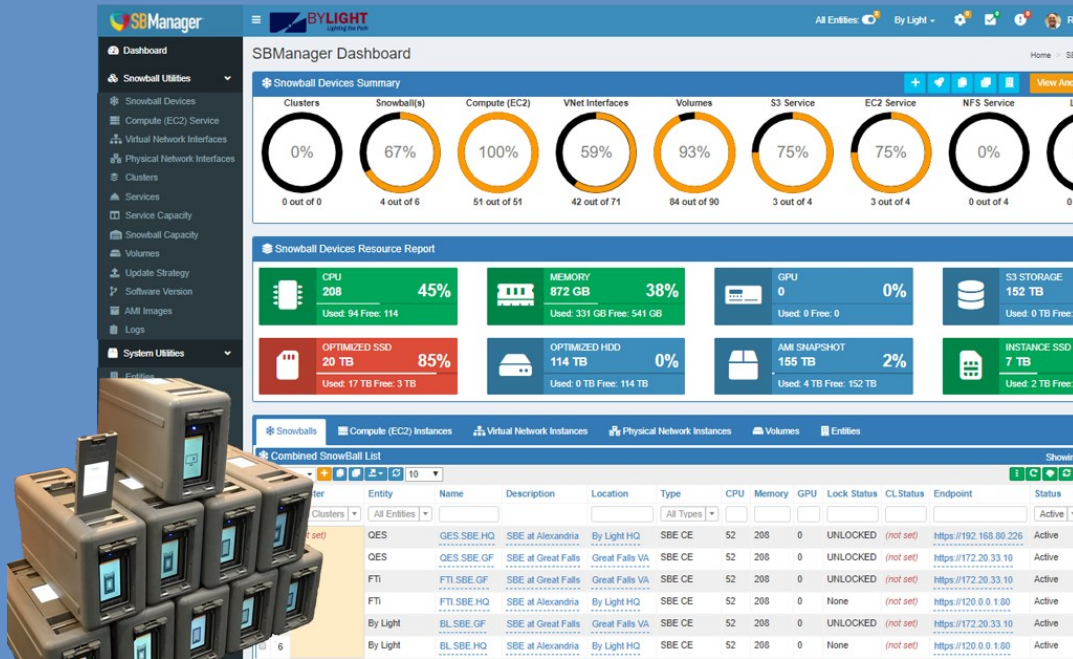 SBManager
BYLIGHT
Lighting the Path
All Entities:
By Light
Dashboard
Snowball Utilities
Snowball Devices
Compute (EC2) Service
Virtual Network Interfaces
Physical Network Interfaces
Clusters
Services
Service Capacity
Snowball Capacity
Volumes
Update Strategy
Software Version
AMI Images
Logs
System Utilities
Entities
SBManager Dashboard
Home > SB
Snowball Devices Summary
View And
Clusters Snowball(s) Compute (EC2) VNet Interfaces Volumes S3 Service EC2 Service NFS Service L
0% 67% 100% 59% 93% 75% 75% 0%
0 out of 0 4 out of 6 51 out of 51 42 out of 71 84 out of 90 3 out of 4 3 out of 4 0 out of 4 0
Snowball Devices Resource Report
CPU
208 45%
Used: 94 Free: 114
MEMORY
872 GB 38%
Used: 331 GB Free: 541 GB
GPU
0 0%
Used: 0 Free: 0
S3 STORAGE
152 TB
Used: 0 TB Free:
OPTIMIZED SSD
20 TB 85%
Used: 17 TB Free: 3 TB
OPTIMIZED HDD
114 TB 0%
Used: 0 TB Free: 114 TB
AMI SNAPSHOT
155 TB 2%
Used: 4 TB Free: 152 TB
INSTANCE SSD
7 TB
Used: 2 TB Free:
Snowballs Compute (EC2) Instances Virtual Network Instances Physical Network Instances Volumes Entities
Combined SnowBall List Showin
10
ster Entity Name Description Location Type CPU Memory GPU Lock Status CLStatus Endpoint Status
Clusters All Entities All Types Active
t set) QES GES.SBE.HQ SBE at Alexandria By Light HQ SBE CE 52 208 0 UNLOCKED (not set) https://192.168.80.226 Active
QES QES.SBE.GF SBE at Great Falls Great Falls VA SBE CE 52 208 0 UNLOCKED (not set) https://172.20.33.10 Active
FTi FTI.SBE.GF SBE at Great Falls Great Falls VA SBE CE 52 208 0 UNLOCKED (not set) https://172.20.33.10 Active
FTi FTI.SBE.HQ SBE at Alexandria By Light HQ SBE CE 52 208 0 None (not set) https://120.0.0.1:80 Active
By Light BL.SBE.GF SBE at Great Falls Great Falls VA SBE CE 52 208 0 UNLOCKED (not set) https://172.20.33.10 Active
6 By Light BL.SBE.HQ SBE at Alexandria By Light HQ SBE CE 52 208 0 None (not set) https://120.0.0.1:80 Active